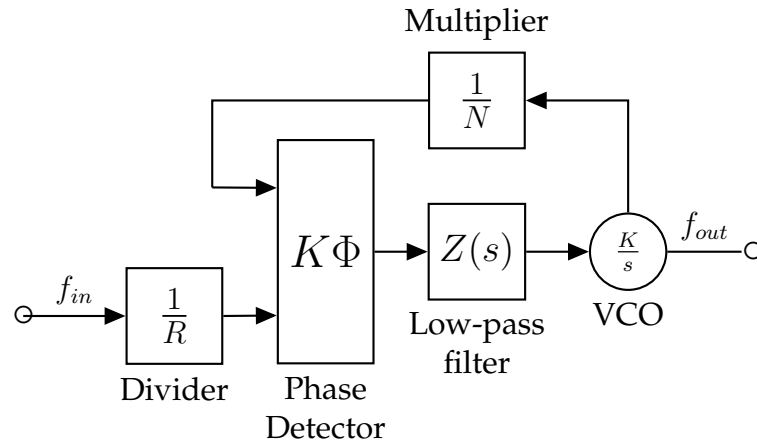 Multiplier
1
N
KΦ
Z(s)
K
s
f_out
f_in
1
R
VCO
Low-pass
filter
Divider
Phase
Detector